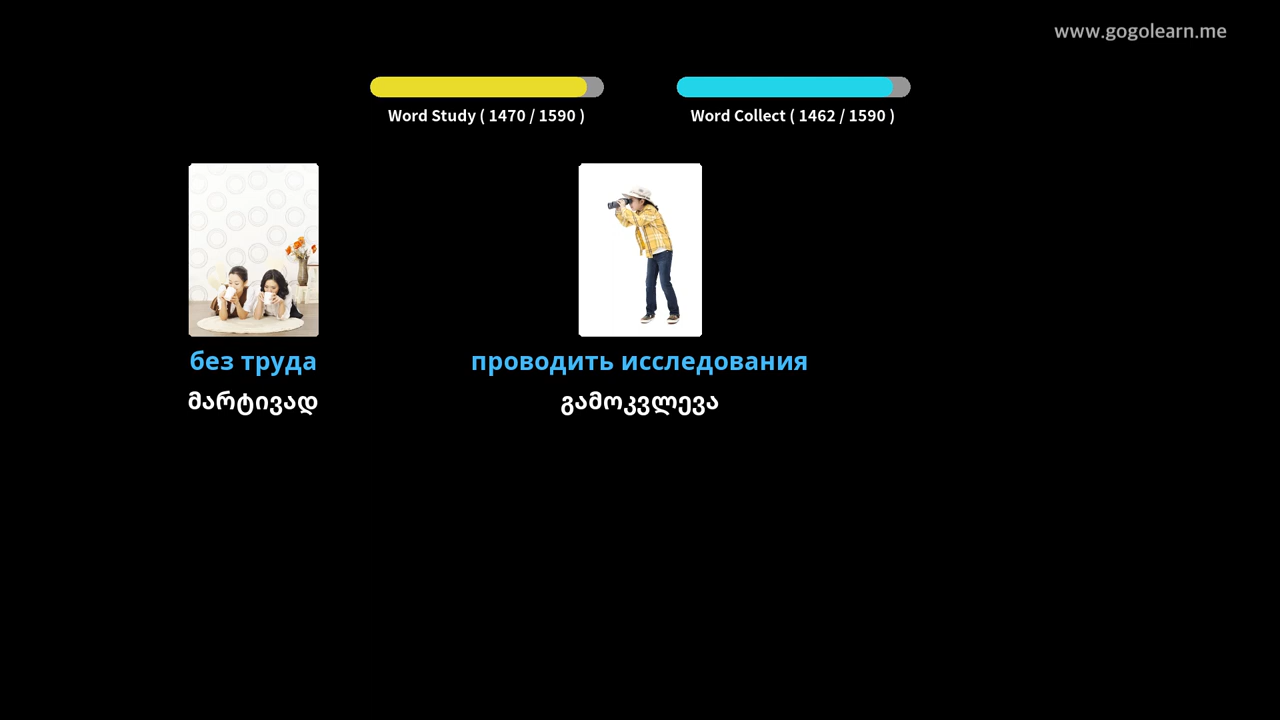 www.gogolearn.me
Word Study ( 1470 / 1590 )
Word Collect ( 1462 / 1590 )
без труда
მარტივად
проводить исследования
გამოკვლევა